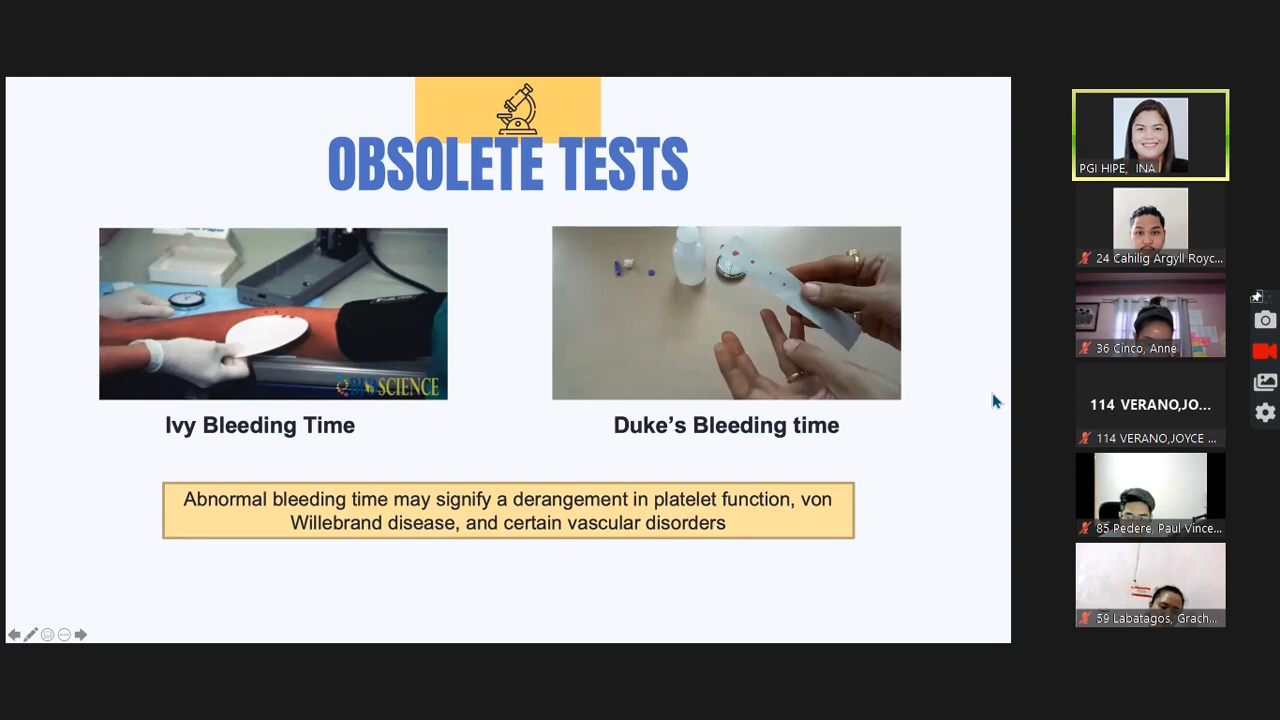 OBSOLETE TESTS
SCIENCE
Ivy Bleeding Time
Duke's Bleeding time
Abnormal bleeding time may signify a derangement in platelet function, von
Willebrand disease, and certain vascular disorders
PGI HIPE, INA
24 Cahilig Argyll Royc...
36 Cinco, Anne
114 VERANO,JO...
114 VERANO,JOYCE ...
85 Pedere, Paul Vince...
59 Labatagos, Grach...